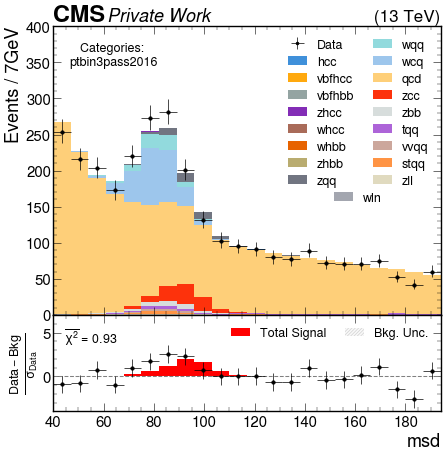 CMS Private Work (13 TeV)
Events / 7GeV
400
350
300
250
200
150
100
50
0
Categories:
ptbin3pass2016
Data
hcc
vbfhcc
vbfhbb
zhcc
whcc
whbb
zhbb
zqq
wqq
wcq
qcd
zcc
zbb
tqq
vvqq
stqq
zll
wln
Data − Bkg
σData
5
0
χ² = 0.93
Total Signal
Bkg. Unc.
40 60 80 100 120 140 160 180
msd